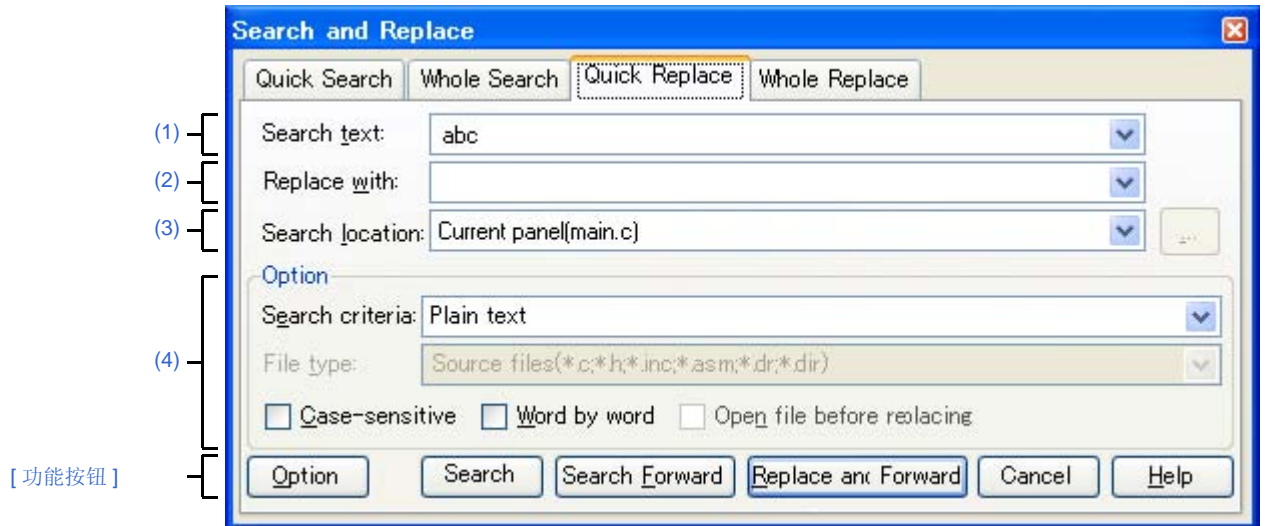 Search and Replace
Quick Search Whole Search Quick Replace Whole Replace
(1) Search text: abc
(2) Replace with:
(3) Search location: Current panel(main.c) ...
Option
Search criteria: Plain text
(4) File type: Source files(*.c;*.h;*.inc;*.asm;*.dr;*.dir)
Case-sensitive Word by word Open file before replacing
[ 功能按钮 ] Option Search Search Forward Replace and Forward Cancel Help